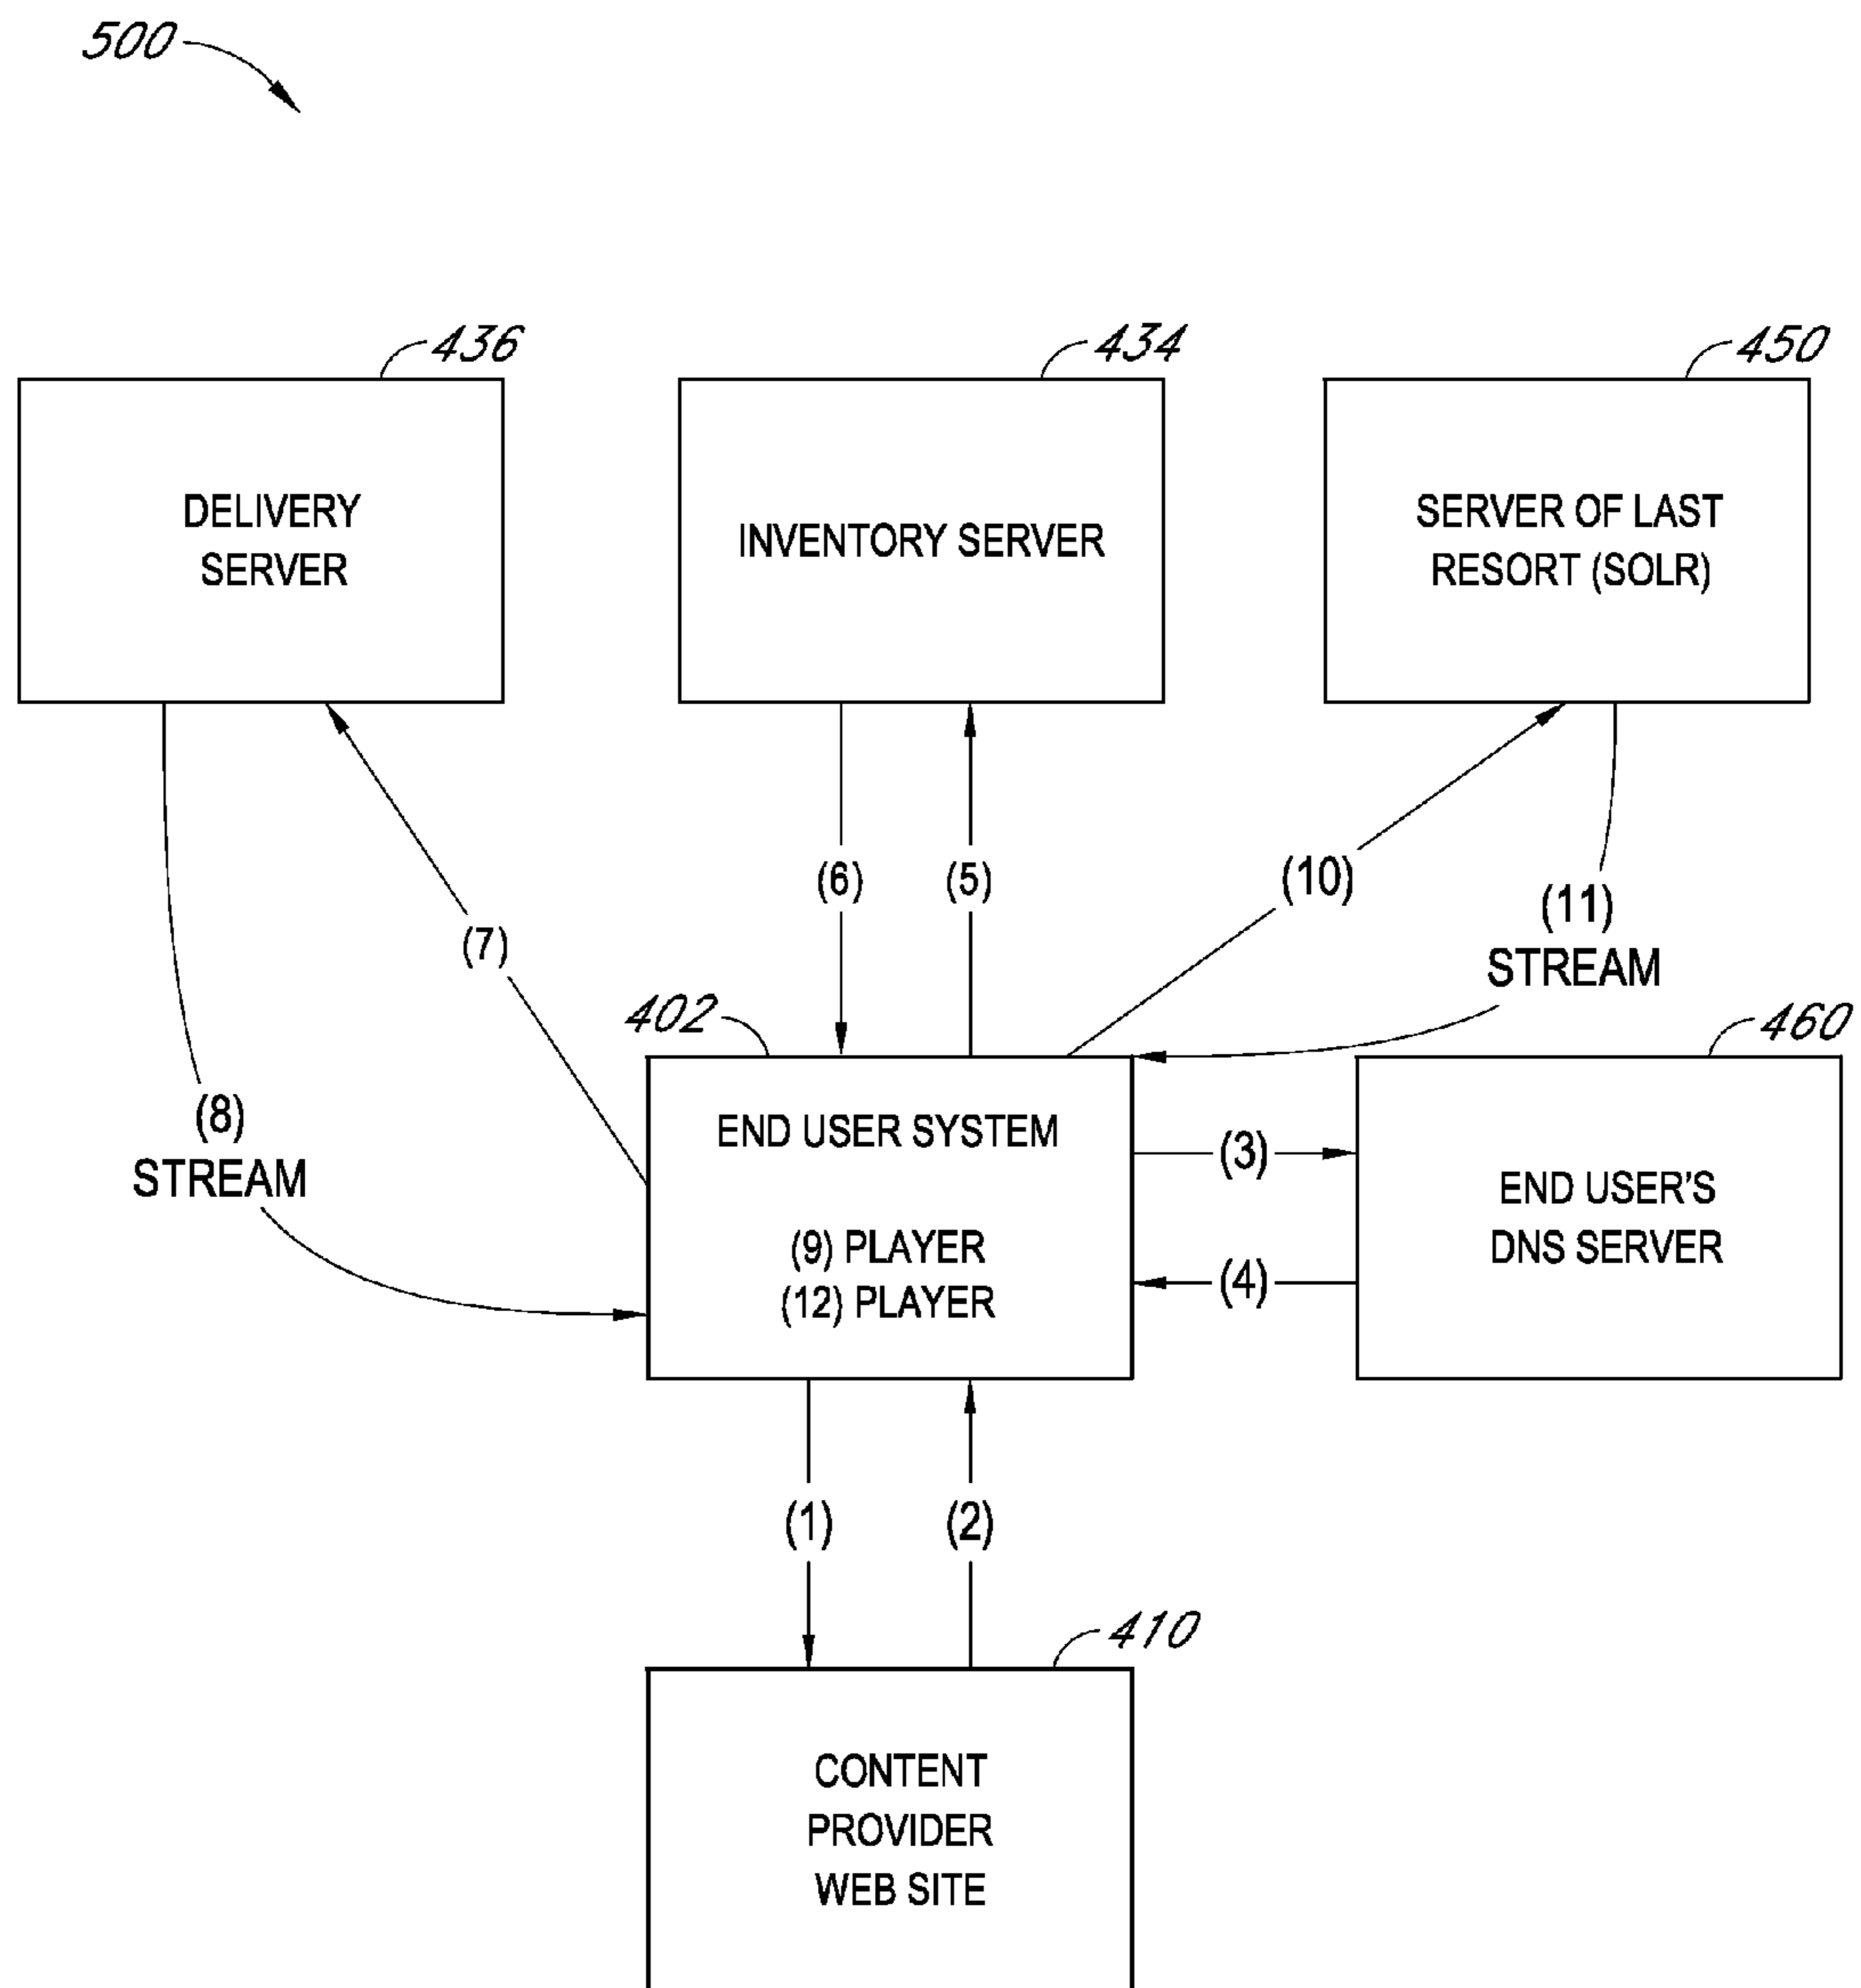 500
436
434
450
DELIVERY
SERVER
INVENTORY SERVER
SERVER OF LAST
RESORT (SOLR)
(6)
(5)
(10)
(11)
STREAM
(7)
402
460
(8)
STREAM
END USER SYSTEM
(9) PLAYER
(12) PLAYER
(3)
(4)
END USER'S
DNS SERVER
(1)
(2)
410
CONTENT
PROVIDER
WEB SITE